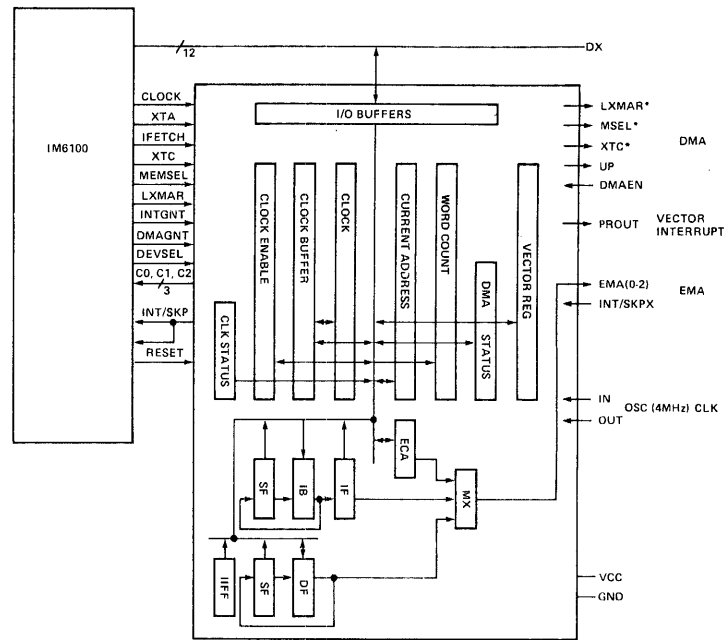 12
DX
IM6100
CLOCK
XTA
IFETCH
XTC
MEMSEL
LXMAR
INTGNT
DMAGNT
DEVSEL
C0, C1, C2
3
INT/SKP
RESET
I/O BUFFERS
CLK STATUS
CLOCK ENABLE
CLOCK BUFFER
CLOCK
CURRENT ADDRESS
WORD COUNT
DMA STATUS
VECTOR REG
LXMAR*
MSEL*
XTC*
UP
DMAEN
DMA
PROUT
VECTOR
INTERRUPT
EMA(0-2)
INT/SKPX
EMA
IN
OUT
OSC (4MHz) CLK
ECA
SF
IB
IF
MX
IIFF
SF
DF
VCC
GND